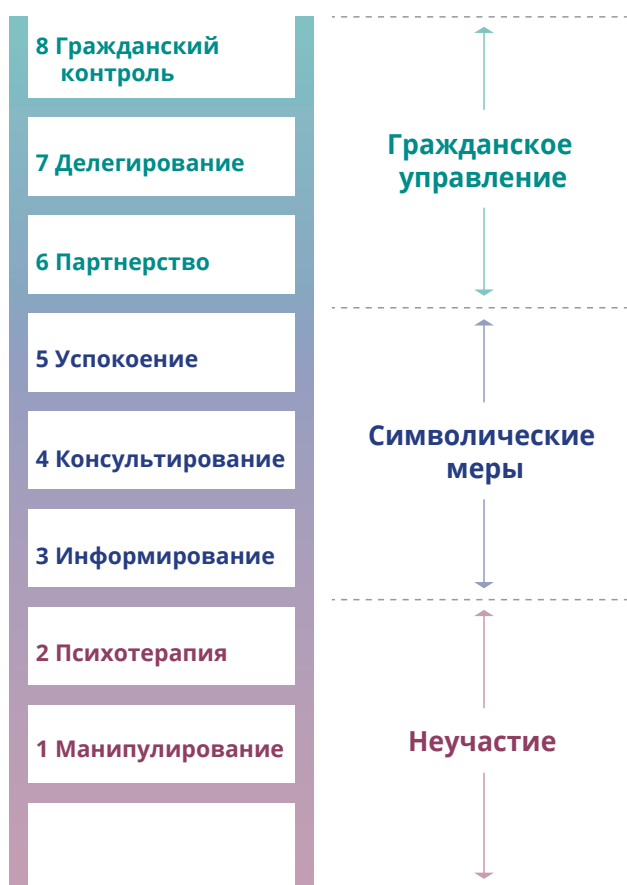 8 Гражданский
контроль
7 Делегирование
6 Партнерство
5 Успокоение
4 Консультирование
3 Информирование
2 Психотерапия
1 Манипулирование
Гражданское
управление
Символические
меры
Неучастие